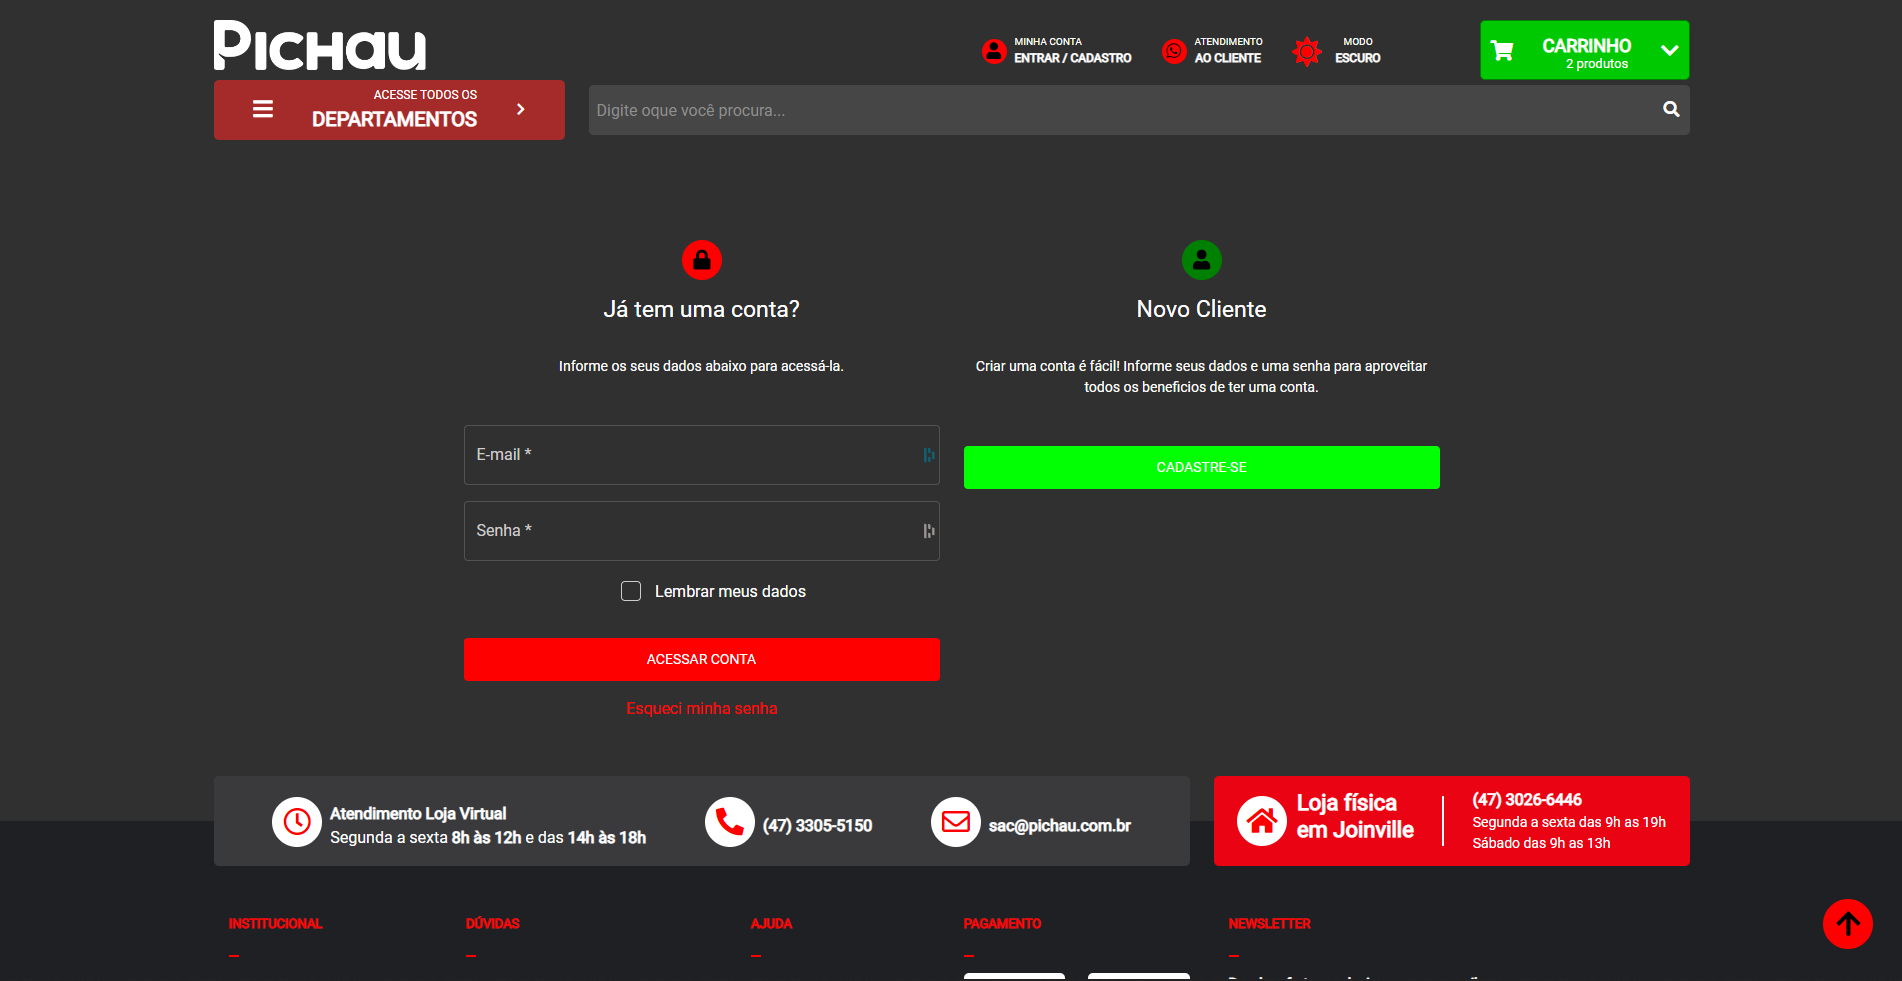 PICHAU
MINHA CONTA
ENTRAR / CADASTRO
ATENDIMENTO
AO CLIENTE
MODO
ESCURO
CARRINHO
2 produtos
ACESSE TODOS OS
DEPARTAMENTOS
Digite oque você procura...
Já tem uma conta?
Informe os seus dados abaixo para acessá-la.
E-mail *
Senha *
Lembrar meus dados
ACESSAR CONTA
Esqueci minha senha
Novo Cliente
Criar uma conta é fácil! Informe seus dados e uma senha para aproveitar
todos os beneficios de ter uma conta.
CADASTRE-SE
Atendimento Loja Virtual
Segunda a sexta 8h às 12h e das 14h às 18h
(47) 3305-5150
sac@pichau.com.br
Loja física
em Joinville
(47) 3026-6446
Segunda a sexta das 9h as 19h
Sábado das 9h as 13h
INSTITUCIONAL
DÚVIDAS
AJUDA
PAGAMENTO
NEWSLETTER